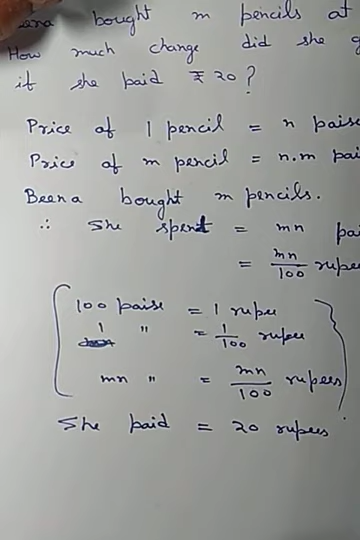 bought m pencils at
How much change did she
if she paid ₹20?
Price of 1 pencil = n paise
Price of m pencil = n.m pai
Beena bought m pencils.
∴ She spent = mn pai
= mn/100 rupee
100 paise = 1 rupee
1 " = 1/100 rupee
mn " = mn/100 rupees
She paid = 20 rupees